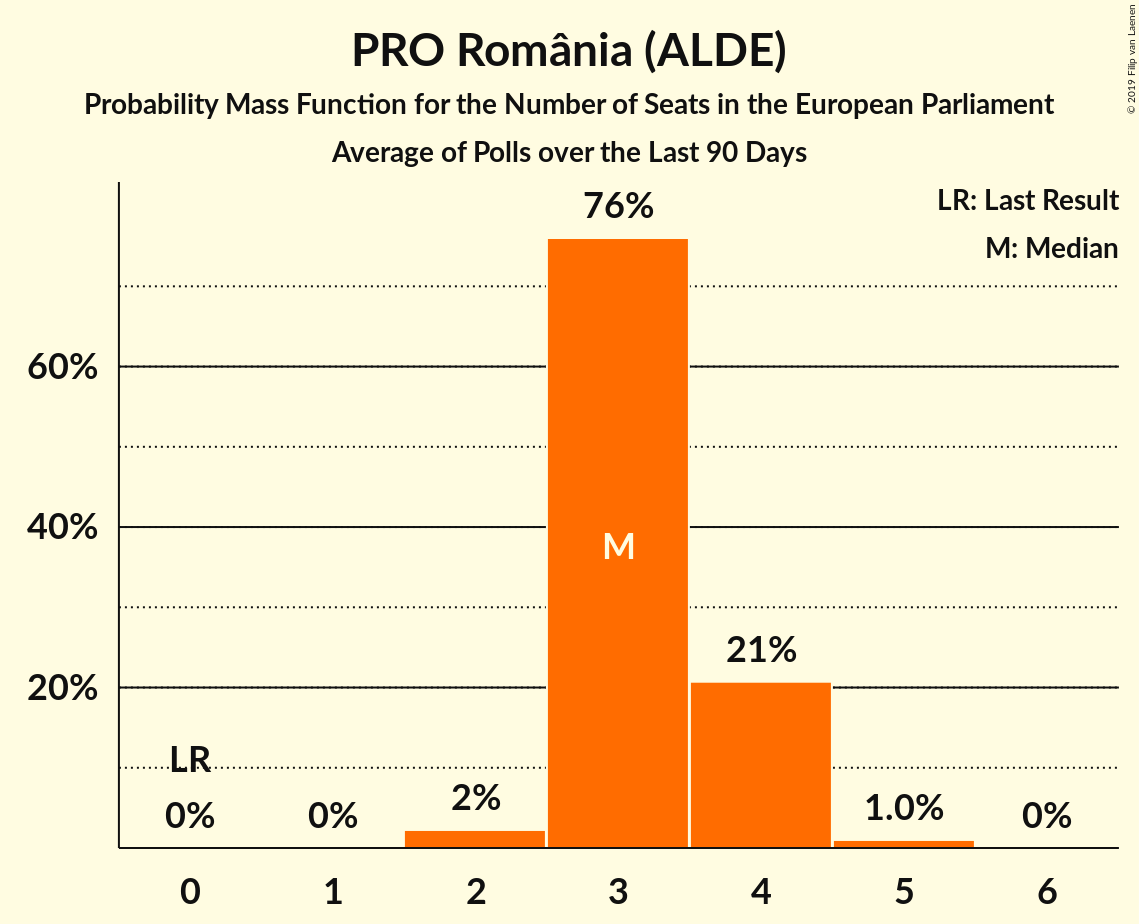 PRO România (ALDE)
Probability Mass Function for the Number of Seats in the European Parliament
Average of Polls over the Last 90 Days
© 2019 Filip van Laenen
LR: Last Result
M: Median
76%
60%
40%
M
21%
20%
LR
0%
0%
2%
1.0%
0%
0 1 2 3 4 5 6